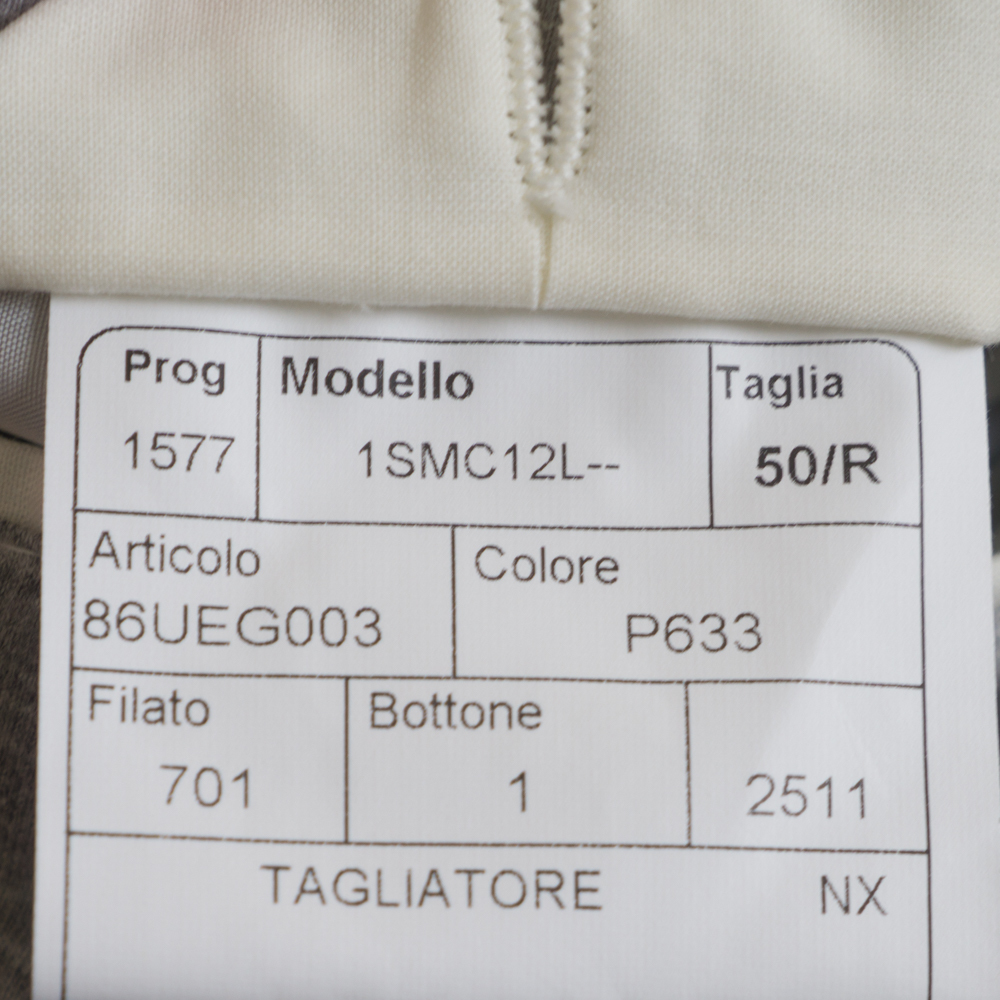 Prog Modello Taglia
1577 1SMC12L-- 50/R
Articolo Colore
86UEG003 P633
Filato Bottone
701 1 2511
TAGLIATORE NX